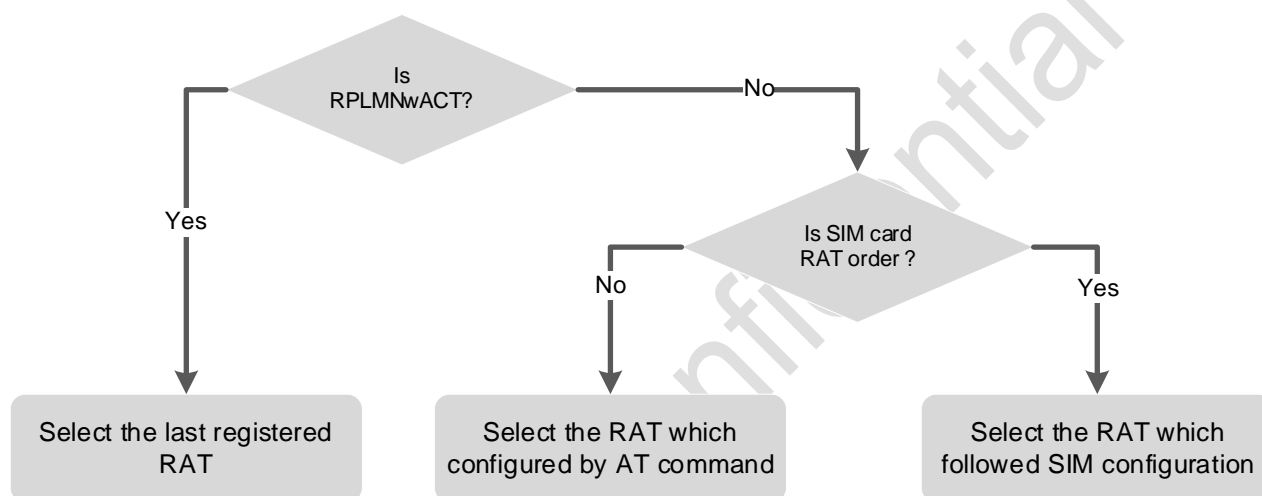 Is
RPLMNwACT?
No
Yes
Is SIM card
RAT order ?
No
Yes
Select the last registered
RAT
Select the RAT which
configured by AT command
Select the RAT which
followed SIM configuration